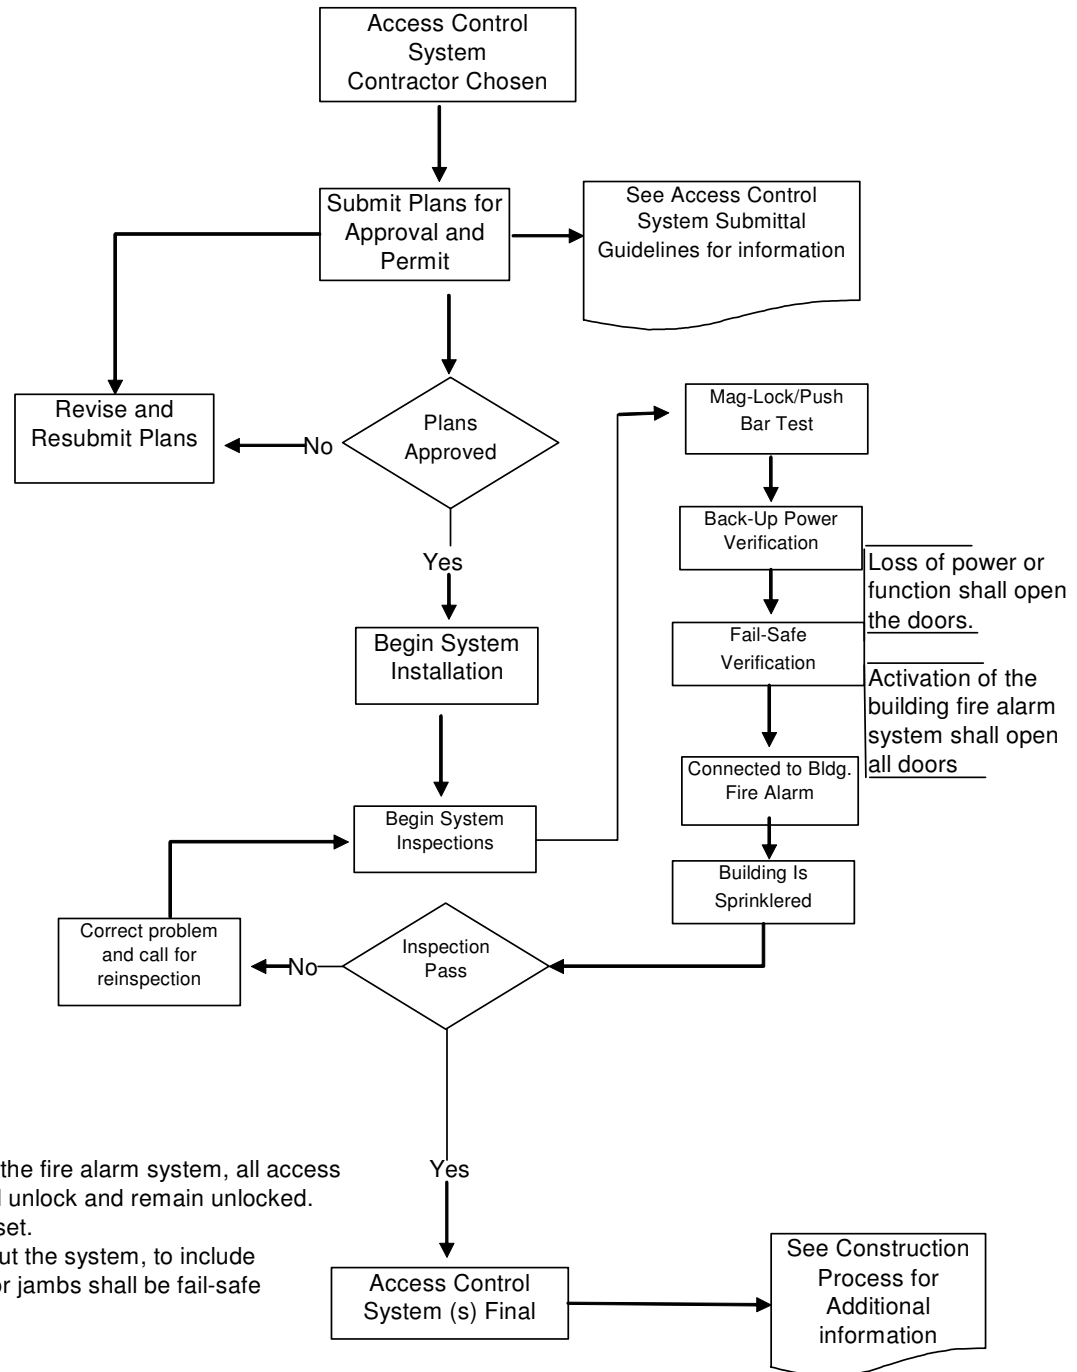 Access Control
System
Contractor Chosen
Submit Plans for
Approval and
Permit
See Access Control
System Submittal
Guidelines for information
Revise and
Resubmit Plans
No
Plans
Approved
Yes
Mag-Lock/Push
Bar Test
Back-Up Power
Verification
Loss of power or
function shall open
the doors.
Fail-Safe
Verification
Activation of the
building fire alarm
system shall open
all doors
Begin System
Installation
Connected to Bldg.
Fire Alarm
Begin System
Inspections
Building Is
Sprinklered
Correct problem
and call for
reinspection
No
Inspection
Pass
Yes
the fire alarm system, all access
unlock and remain unlocked.
set.
ut the system, to include
or jambs shall be fail-safe
Access Control
System (s) Final
See Construction
Process for
Additional
information